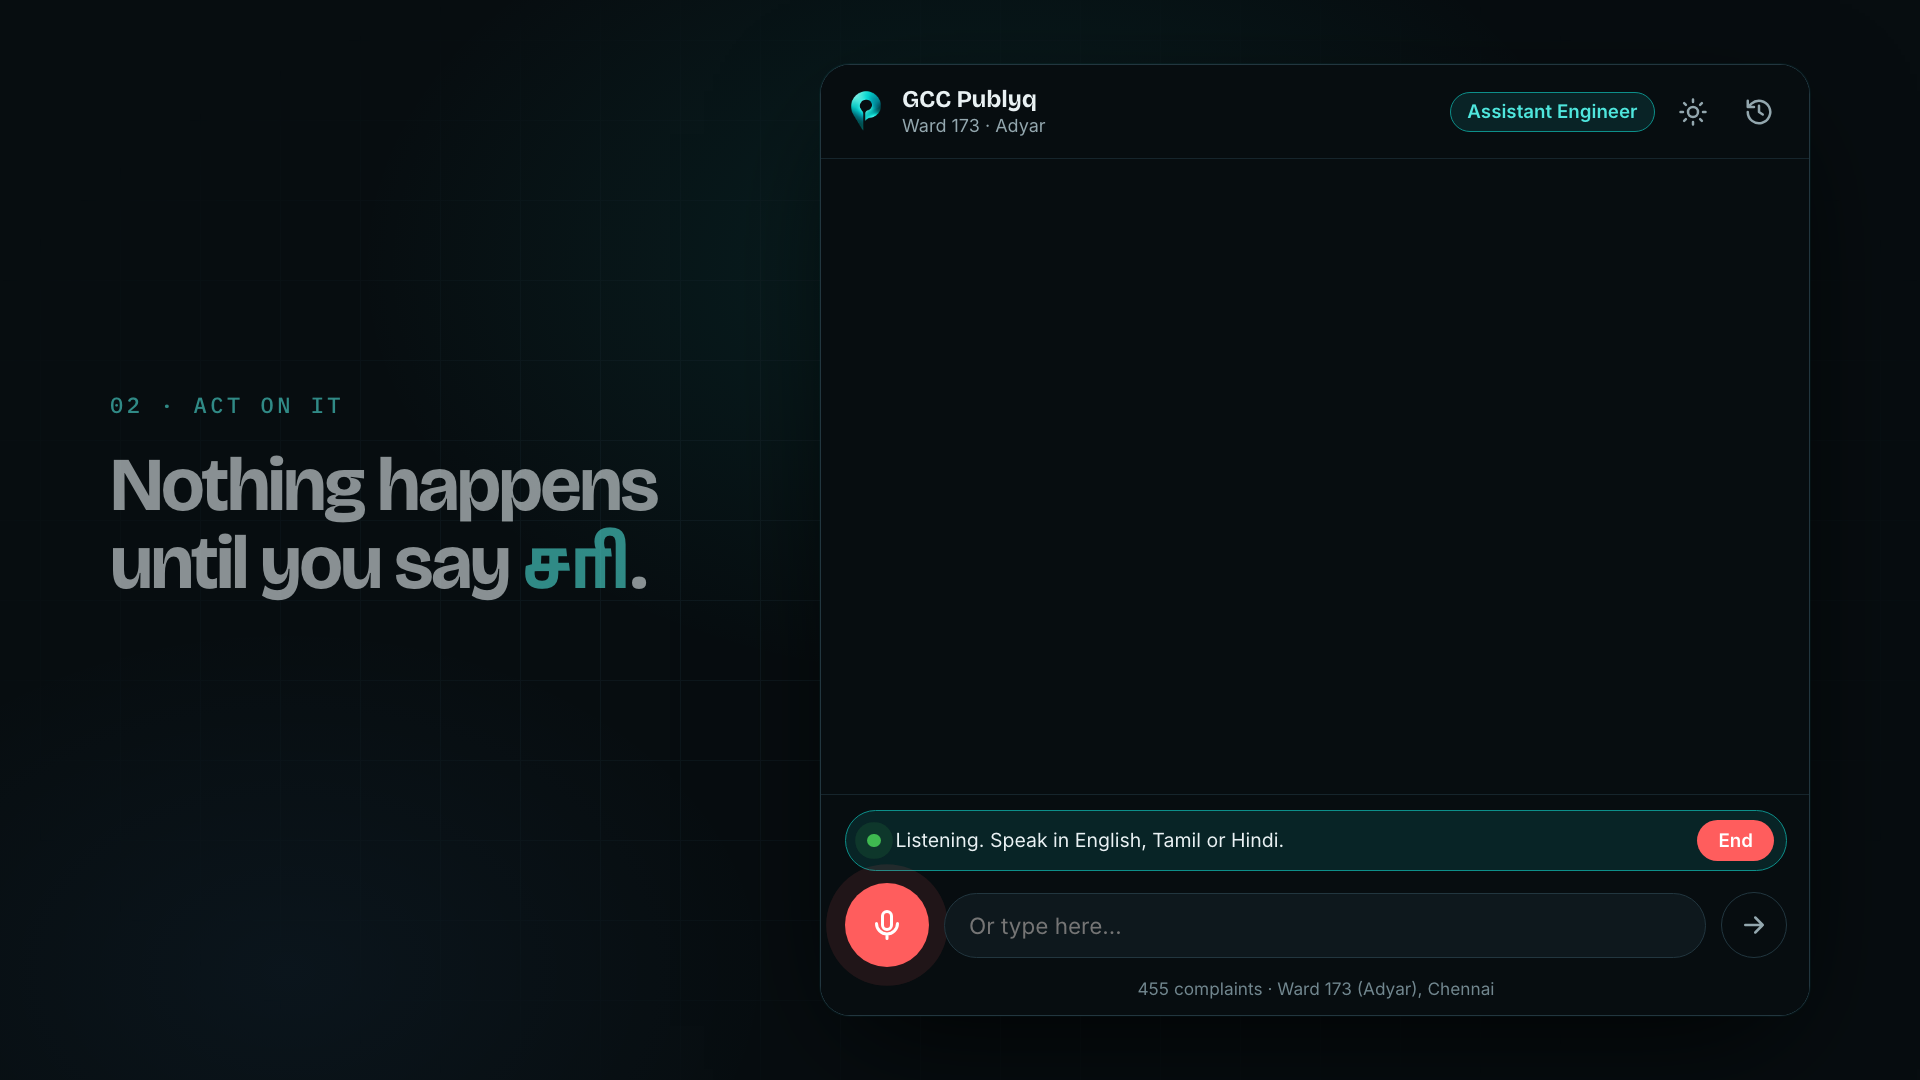 02 · ACT ON IT
Nothing happens
until you say சரி.
GCC Publyq
Ward 173 · Adyar
Assistant Engineer
Listening. Speak in English, Tamil or Hindi.
End
Or type here...
455 complaints · Ward 173 (Adyar), Chennai